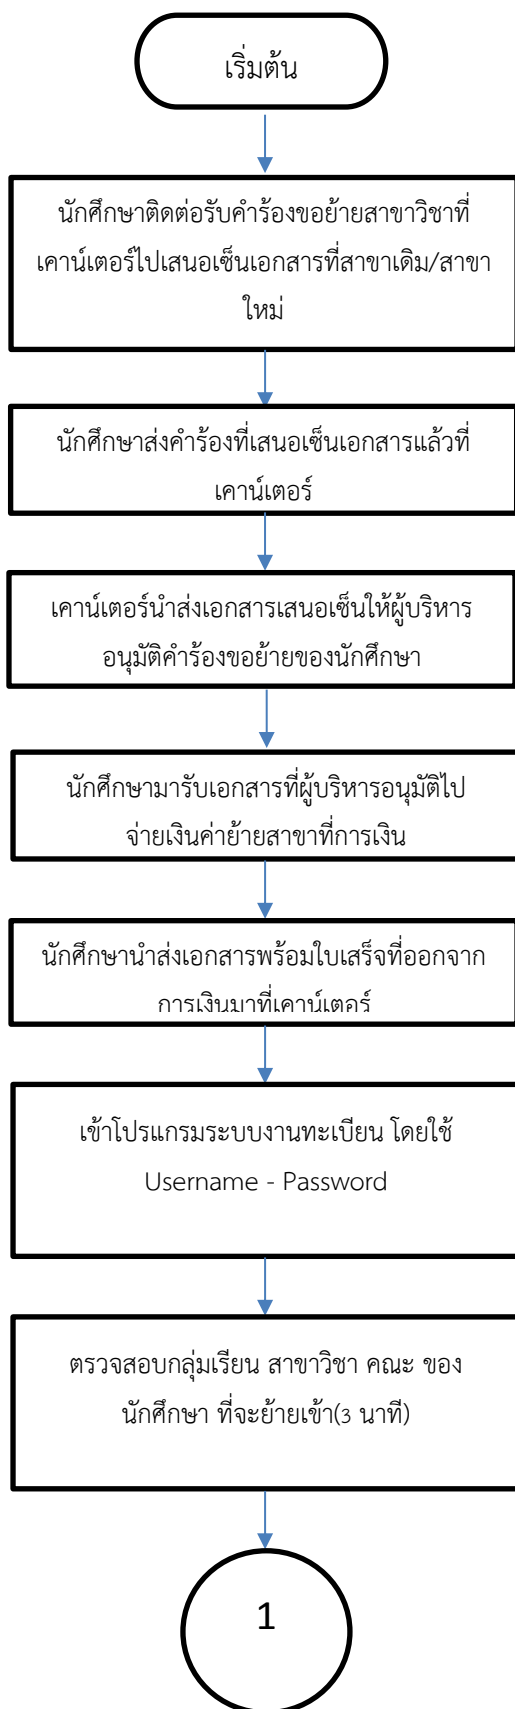 เริ่มต้น
นักศึกษาติดต่อรับคำร้องขอย้ายสาขาวิชาที่
เคาน์เตอร์ไปเสนอเซ็นเอกสารที่สาขาเดิม/สาขา
ใหม่
นักศึกษาส่งคำร้องที่เสนอเซ็นเอกสารแล้วที่
เคาน์เตอร์
เคาน์เตอร์นำส่งเอกสารเสนอเซ็นให้ผู้บริหาร
อนุมัติคำร้องขอย้ายของนักศึกษา
นักศึกษามารับเอกสารที่ผู้บริหารอนุมัติไป
จ่ายเงินค่าย้ายสาขาที่การเงิน
นักศึกษานำส่งเอกสารพร้อมใบเสร็จที่ออกจาก
การเงินมาที่เคาน์เตอร์
เข้าโปรแกรมระบบงานทะเบียน โดยใช้
Username - Password
ตรวจสอบกลุ่มเรียน สาขาวิชา คณะ ของ
นักศึกษา ที่จะย้ายเข้า(3 นาที)
1